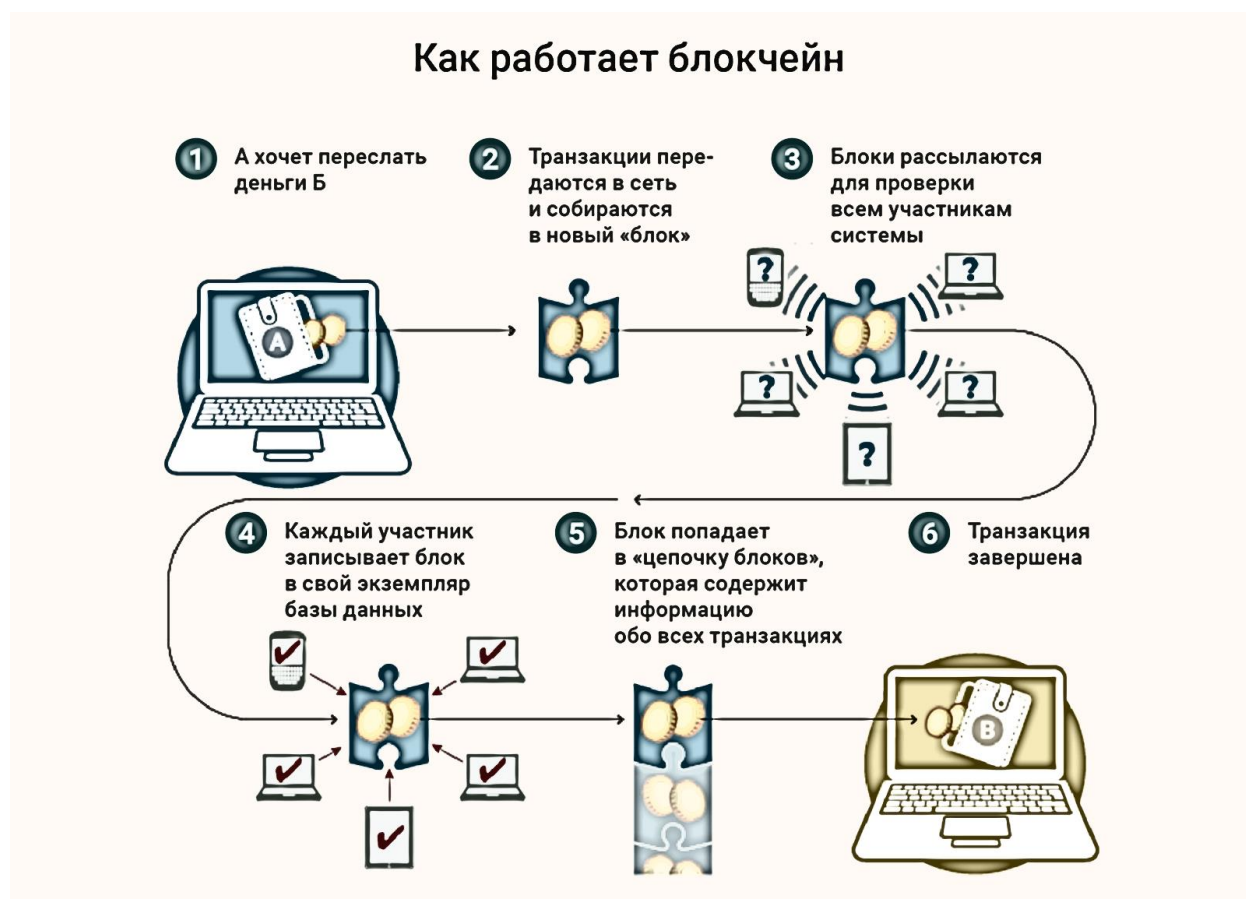 Как работает блокчейн
1
А хочет переслать
деньги Б
2
Транзакции пере-
даются в сеть
и собираются
в новый «блок»
3
Блоки рассылаются
для проверки
всем участникам
системы
?
?
A
?
?
?
4
Каждый участник
записывает блок
в свой экземпляр
базы данных
5
Блок попадает
в «цепочку блоков»,
которая содержит
информацию
обо всех транзакциях
6
Транзакция
завершена
B